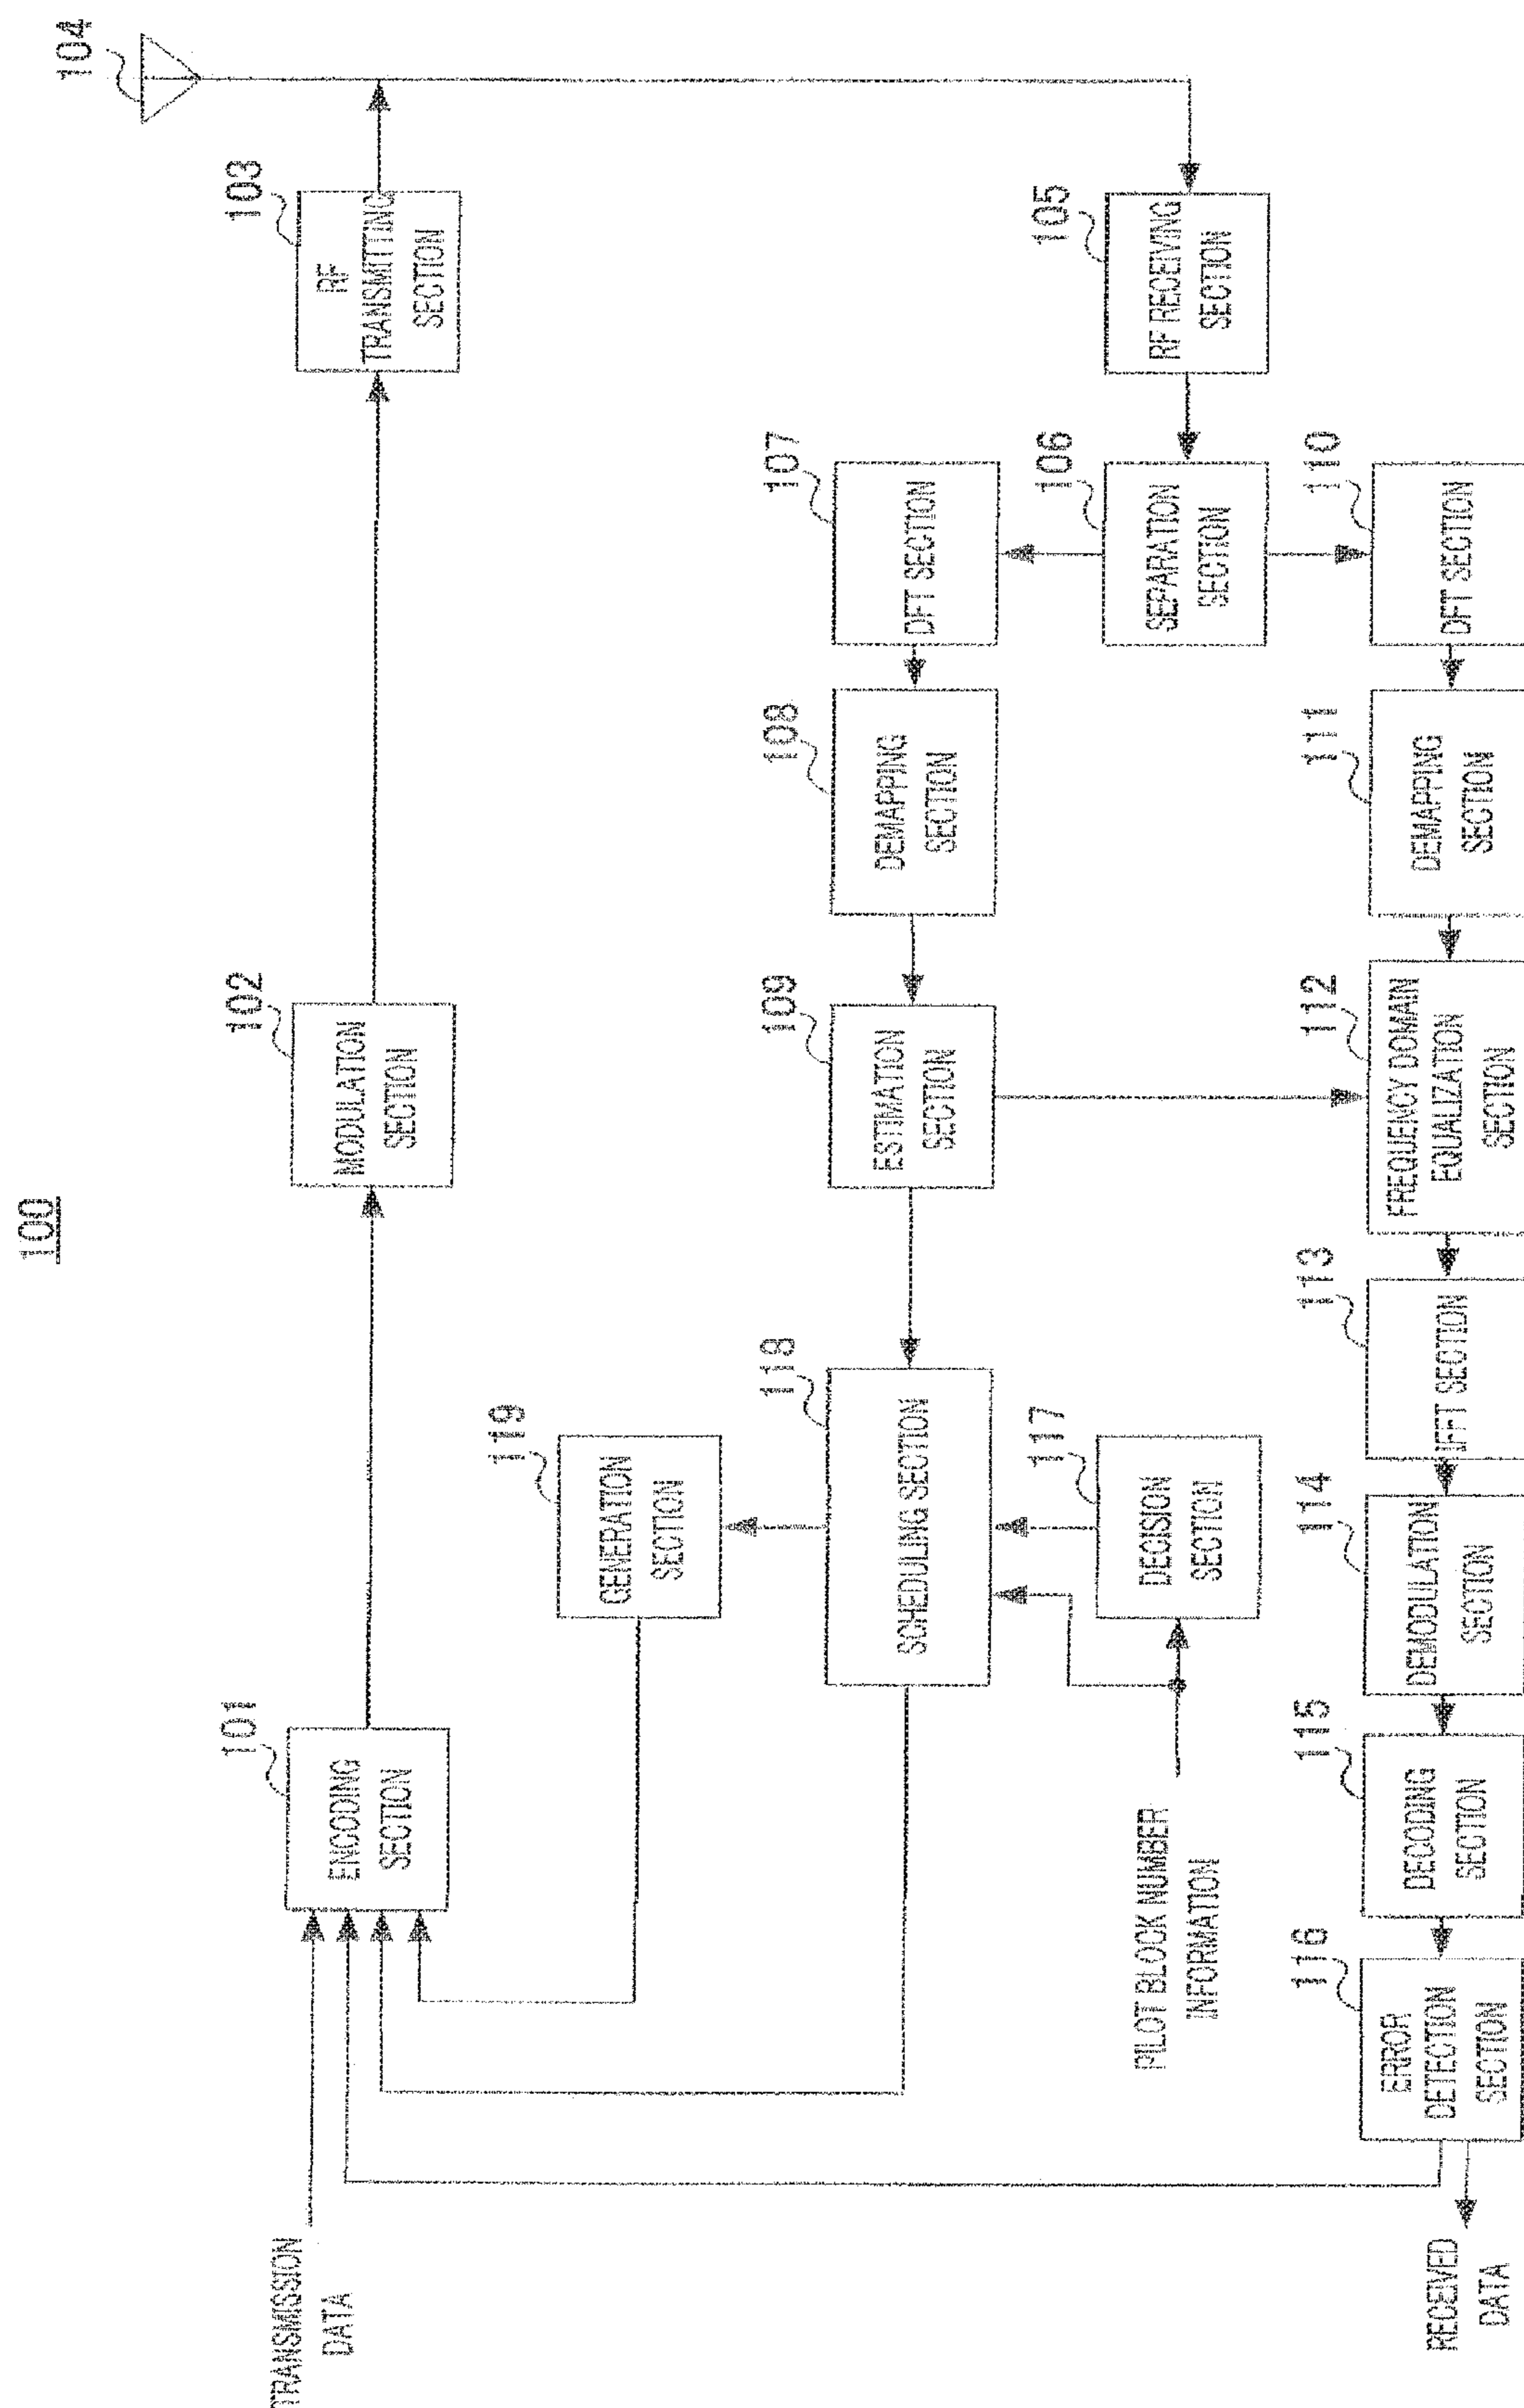 100
104
103
RF
TRANSMITTING
SECTION
102
MODULATION
SECTION
101
ENCODING
SECTION
TRANSMISSION
DATA
119
GENERATION
SECTION
107
DFT SECTION
108
DEMAPPING
SECTION
109
ESTIMATION
SECTION
118
SCHEDULING SECTION
105
RF RECEIVING
SECTION
106
SEPARATION
SECTION
117
DECISION
SECTION
PILOT BLOCK NUMBER
INFORMATION
110
DFT SECTION
111
DEMAPPING
SECTION
112
FREQUENCY DOMAIN
EQUALIZATION
SECTION
113
IFFT SECTION
114
DEMODULATION
SECTION
115
DECODING
SECTION
116
ERROR
DETECTION
SECTION
RECEIVED
DATA